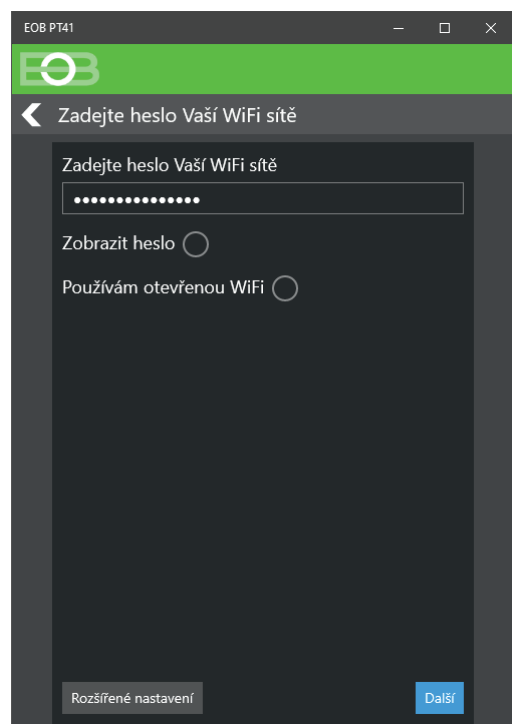 EOB PT41
EOB
Zadejte heslo Vaší WiFi sítě
Zadejte heslo Vaší WiFi sítě
•••••••••••••••
Zobrazit heslo
Používám otevřenou WiFi
Rozšířené nastavení
Další